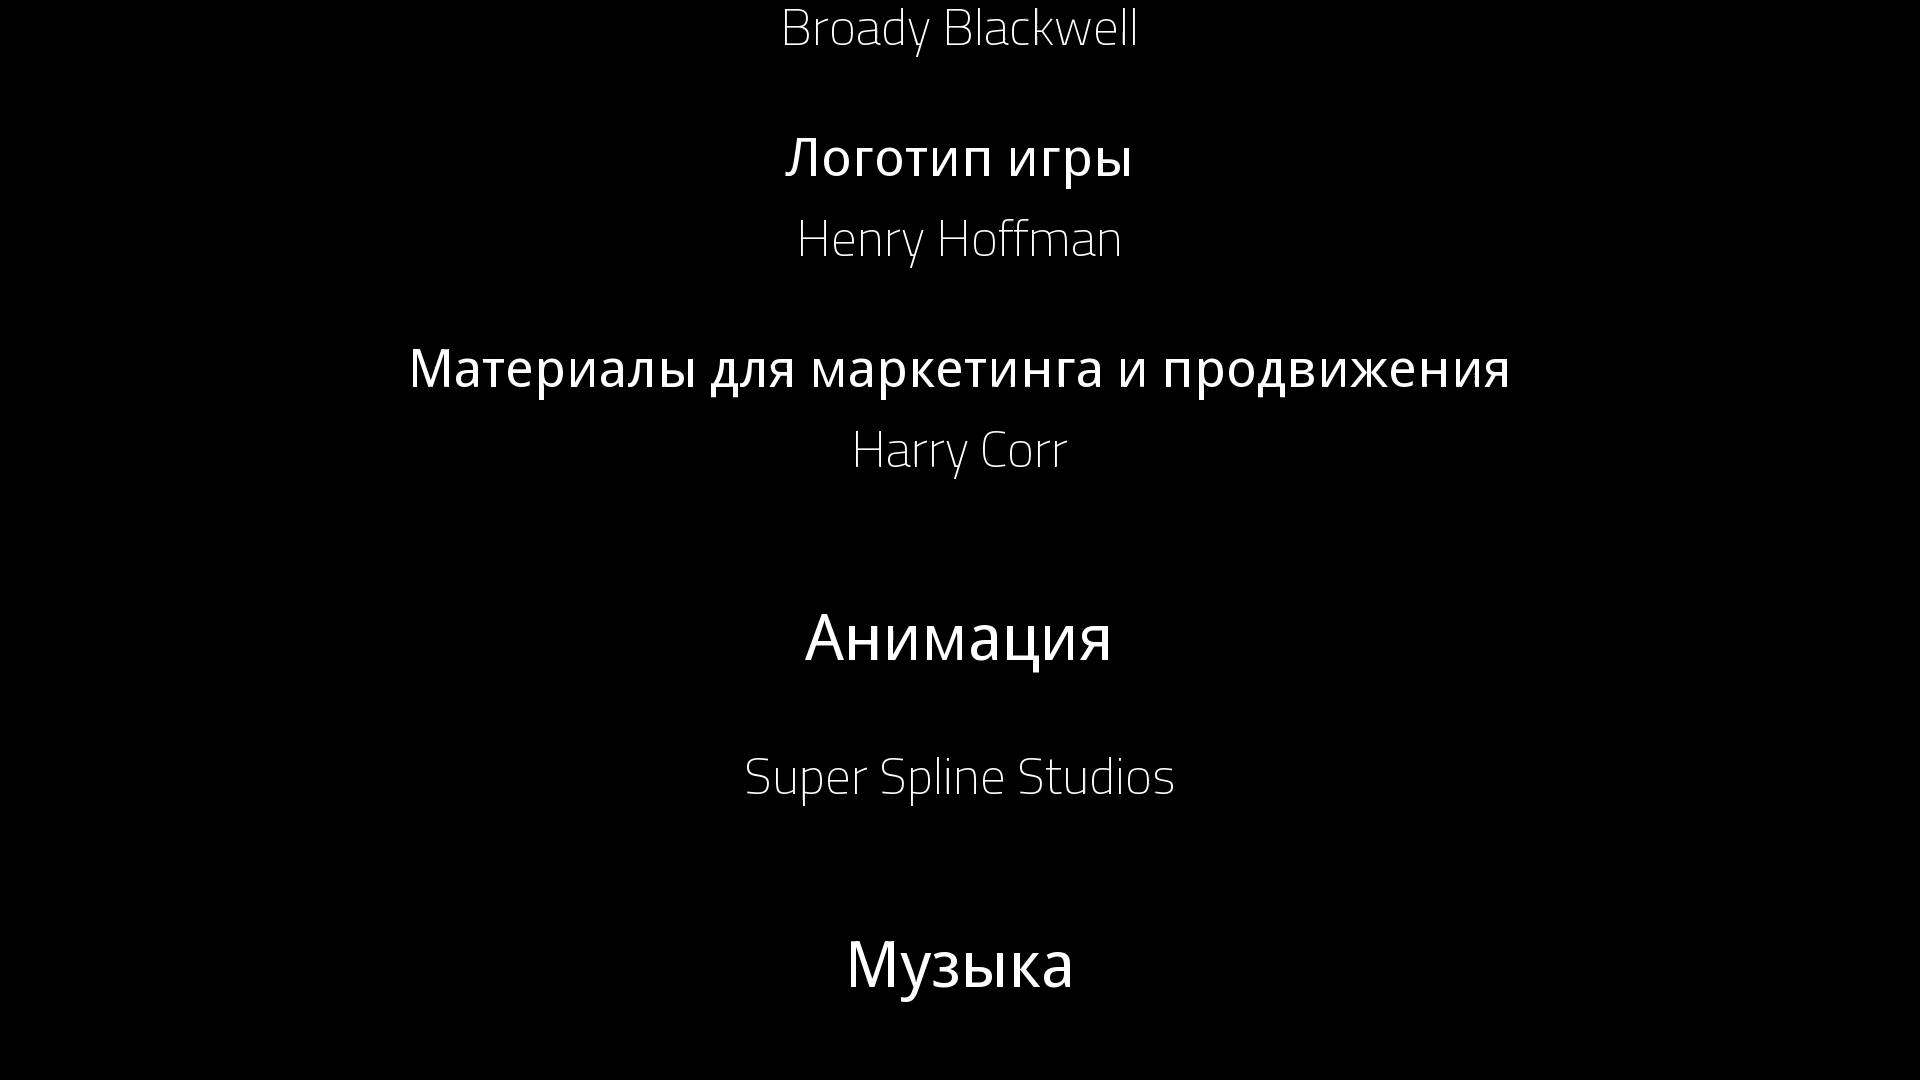 Broady Blackwell
Логотип игры
Henry Hoffman
Материалы для маркетинга и продвижения
Harry Corr
Анимация
Super Spline Studios
Музыка